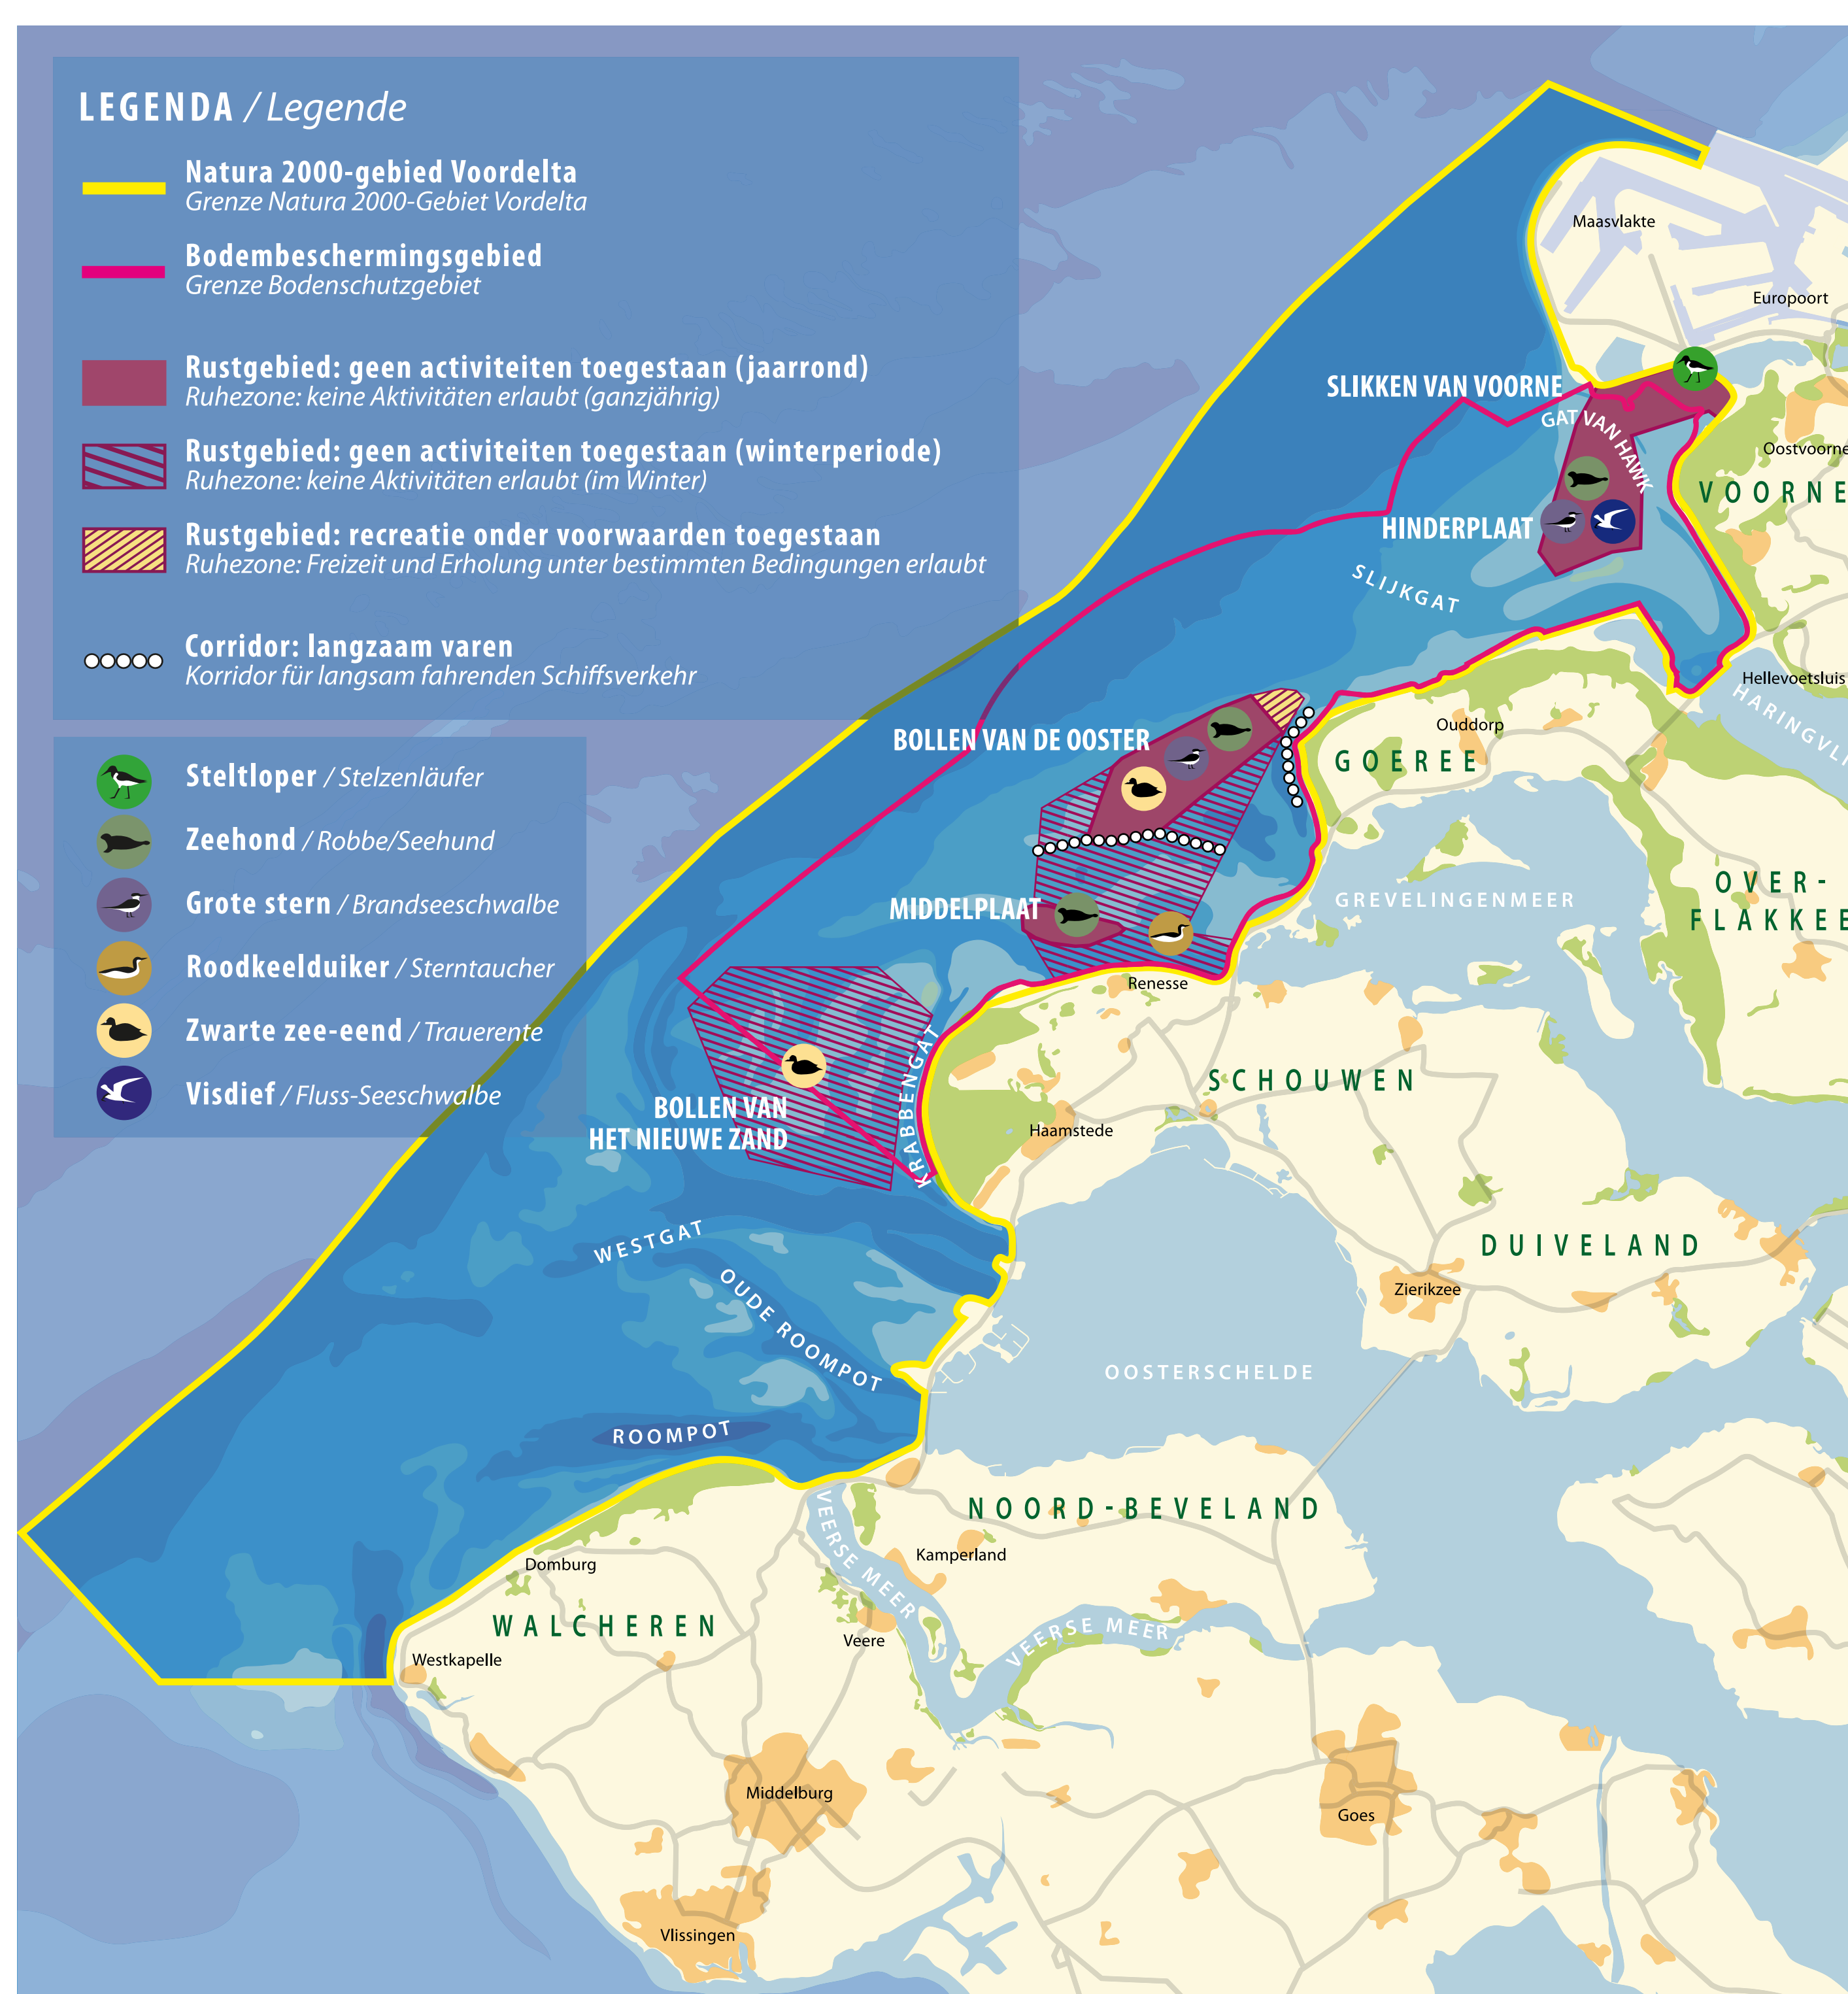 LEGENDA / Legende
Natura 2000-gebied Voordelta
Grenze Natura 2000-Gebiet Vordelta
Bodembeschermingsgebied
Grenze Bodenschutzgebiet
Rustgebied: geen activiteiten toegestaan (jaarrond)
Ruhezone: keine Aktivitäten erlaubt (ganzjährig)
Rustgebied: geen activiteiten toegestaan (winterperiode)
Ruhezone: keine Aktivitäten erlaubt (im Winter)
Rustgebied: recreatie onder voorwaarden toegestaan
Ruhezone: Freizeit und Erholung unter bestimmten Bedingungen erlaubt
Corridor: langzaam varen
Korridor für langsam fahrenden Schiffsverkehr
Steltloper / Stelzenläufer
Zeehond / Robbe/Seehund
Grote stern / Brandseeschwalbe
Roodkeelduiker / Sterntaucher
Zwarte zee-eend / Trauerente
Visdief / Fluss-Seeschwalbe
Maasvlakte
Europoort
SLIKKEN VAN VOORNE
GAT VAN HAWK
Oostvoorne
VOORNE
HINDERPLAAT
SLIJKGAT
Hellevoetsluis
HARINGVLI
Ouddorp
BOLLEN VAN DE OOSTER
GOEREE
OVER-
FLAKKEE
GREVELINGENMEER
MIDDELPLAAT
Renesse
KRABBENGAT
SCHOUWEN
BOLLEN VAN
HET NIEUWE ZAND
Haamstede
WESTGAT
DUIVELAND
OUDE ROOMPOT
Zierikzee
OOSTERSCHELDE
ROOMPOT
NOORD-BEVELAND
VEERSE MEER
Kamperland
Domburg
WALCHEREN
Veere
VEERSE MEER
Westkapelle
Middelburg
Goes
Vlissingen